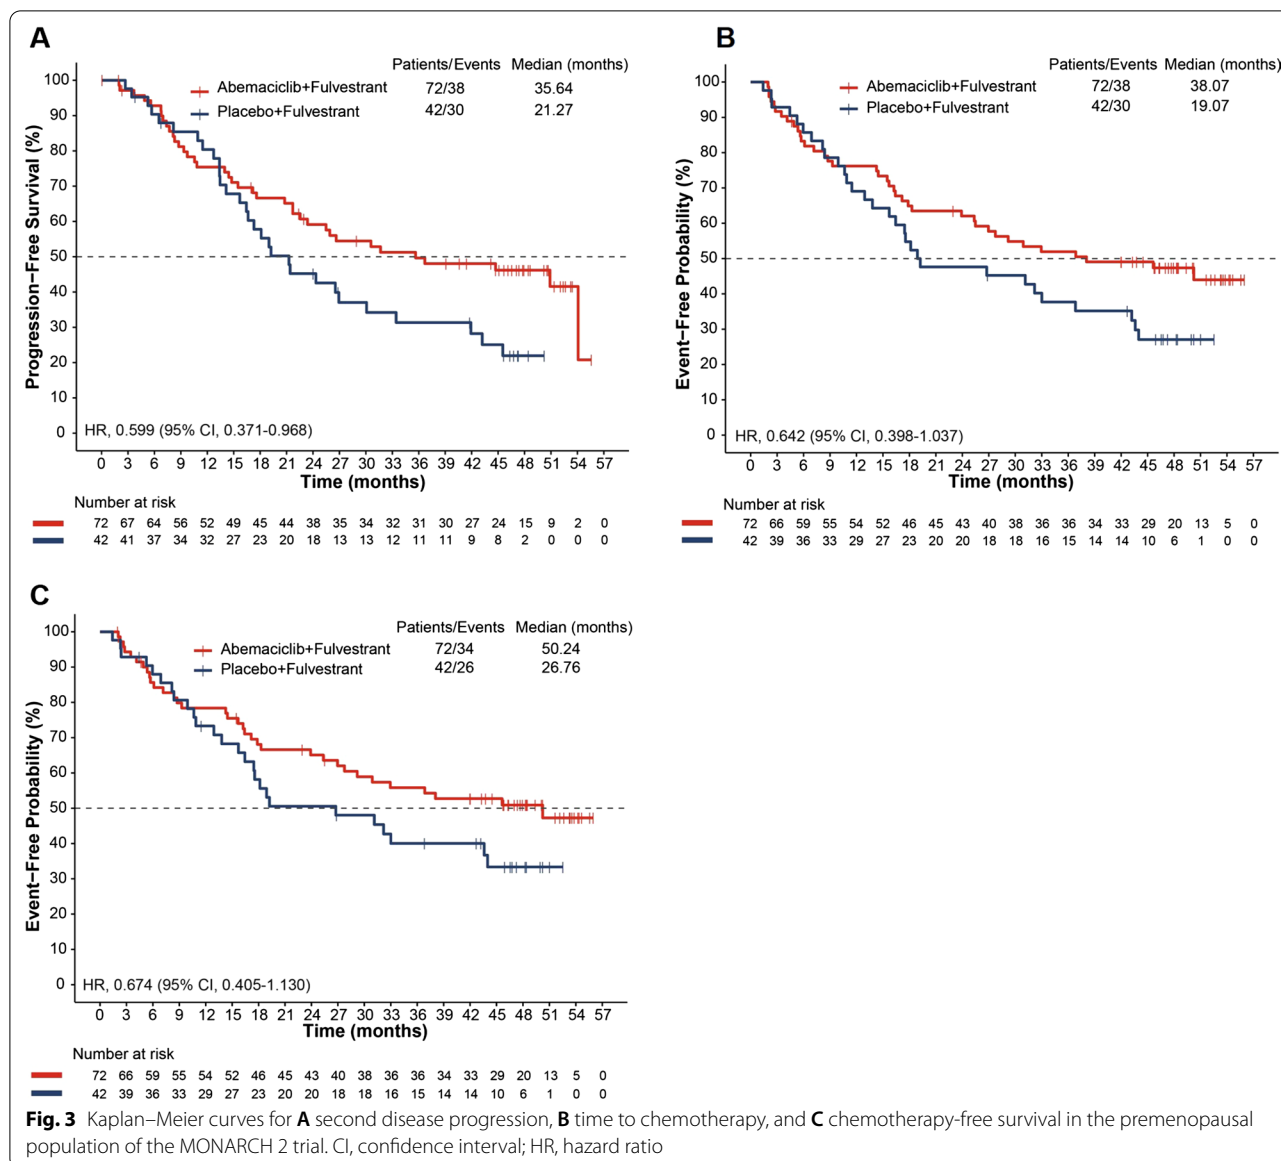 A
Patients/Events Median (months)
Abemaciclib+Fulvestrant 72/38 35.64
Placebo+Fulvestrant 42/30 21.27
Progression–Free Survival (%)
100
90
80
70
60
50
40
30
20
10
0
HR, 0.599 (95% CI, 0.371-0.968)
0 3 6 9 12 15 18 21 24 27 30 33 36 39 42 45 48 51 54 57
Time (months)
Number at risk
72 67 64 56 52 49 45 44 38 35 34 32 31 30 27 24 15 9 2 0
42 41 37 34 32 27 23 20 18 13 13 12 11 11 9 8 2 0 0 0
B
Patients/Events Median (months)
Abemaciclib+Fulvestrant 72/38 38.07
Placebo+Fulvestrant 42/30 19.07
Event–Free Probability (%)
100
90
80
70
60
50
40
30
20
10
0
HR, 0.642 (95% CI, 0.398-1.037)
0 3 6 9 12 15 18 21 24 27 30 33 36 39 42 45 48 51 54 57
Time (months)
Number at risk
72 66 59 55 54 52 46 45 43 40 38 36 36 34 33 29 20 13 5 0
42 39 36 33 29 27 23 20 20 18 18 16 15 14 14 10 6 1 0 0
C
Patients/Events Median (months)
Abemaciclib+Fulvestrant 72/34 50.24
Placebo+Fulvestrant 42/26 26.76
Event–Free Probability (%)
100
90
80
70
60
50
40
30
20
10
0
HR, 0.674 (95% CI, 0.405-1.130)
0 3 6 9 12 15 18 21 24 27 30 33 36 39 42 45 48 51 54 57
Time (months)
Number at risk
72 66 59 55 54 52 46 45 43 40 38 36 36 34 33 29 20 13 5 0
42 39 36 33 29 27 23 20 20 18 18 16 15 14 14 10 6 1 0 0
Fig. 3 Kaplan–Meier curves for A second disease progression, B time to chemotherapy, and C chemotherapy-free survival in the premenopausal
population of the MONARCH 2 trial. CI, confidence interval; HR, hazard ratio